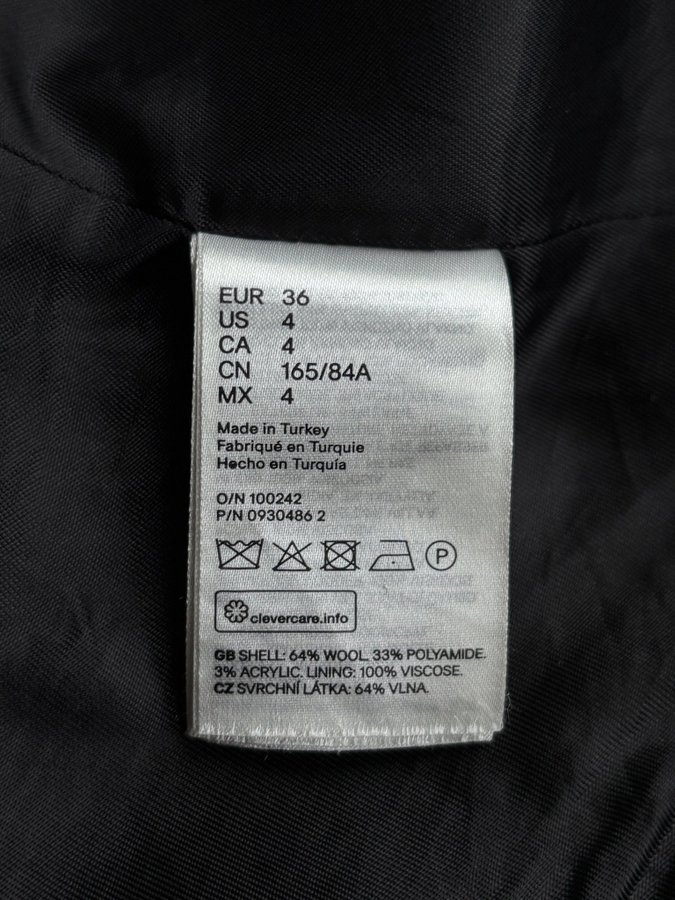 EUR 36
US 4
CA 4
CN 165/84A
MX 4
Made in Turkey
Fabriqué en Turquie
Hecho en Turquía
O/N 100242
P/N 0930486 2
P
clevercare.info
GB SHELL: 64% WOOL. 33% POLYAMIDE.
3% ACRYLIC. LINING: 100% VISCOSE.
CZ SVRCHNÍ LÁTKA: 64% VLNA.